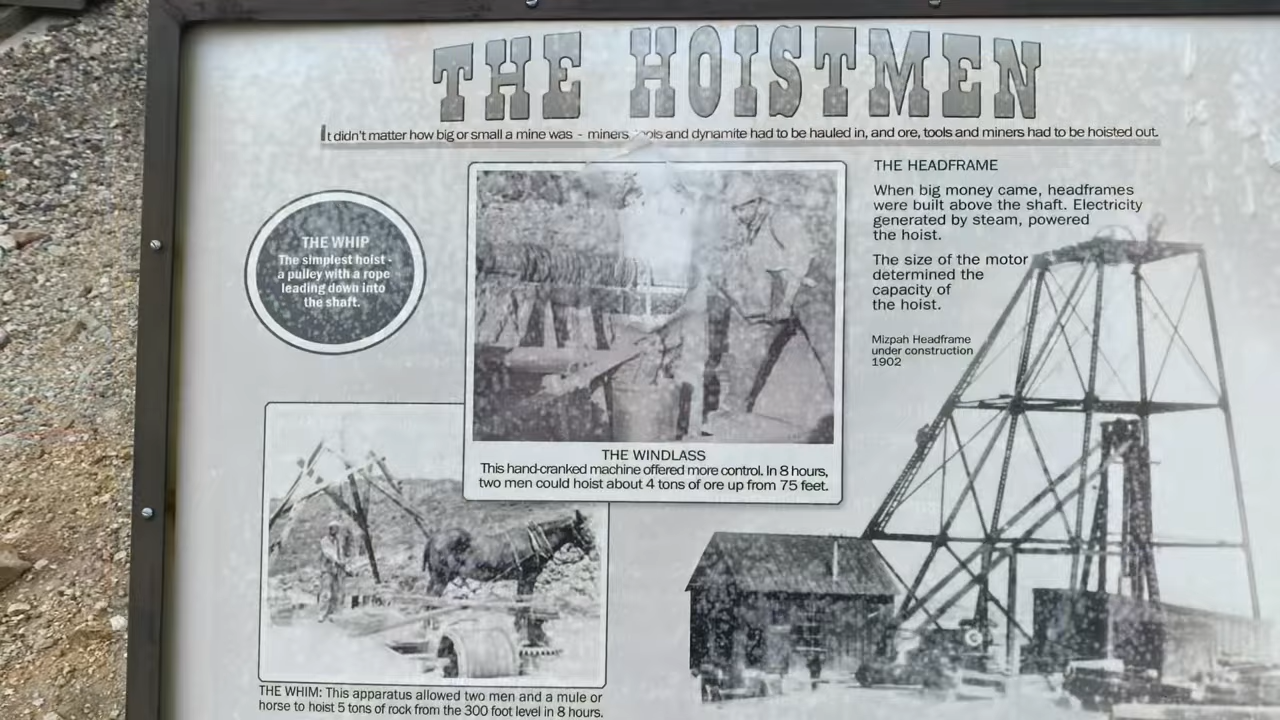 THE HOISTMEN
It didn't matter how big or small a mine was - miners, tools and dynamite had to be hauled in, and ore, tools and miners had to be hoisted out.
THE WHIP
The simplest hoist -
a pulley with a rope
leading down into
the shaft.
THE WINDLASS
This hand-cranked machine offered more control. In 8 hours,
two men could hoist about 4 tons of ore up from 75 feet.
THE HEADFRAME
When big money came, headframes
were built above the shaft. Electricity
generated by steam, powered
the hoist.
The size of the motor
determined the
capacity of
the hoist.
Mizpah Headframe
under construction
1902
THE WHIM: This apparatus allowed two men and a mule or
horse to hoist 5 tons of rock from the 300 foot level in 8 hours.